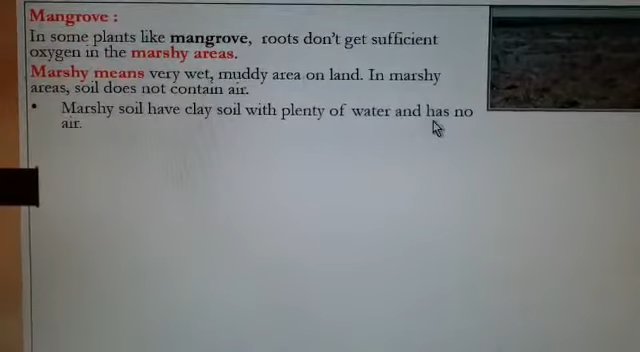 Mangrove :
In some plants like mangrove, roots don't get sufficient
oxygen in the marshy areas.
Marshy means very wet, muddy area on land. In marshy
areas, soil does not contain air.
• Marshy soil have clay soil with plenty of water and has no
air.